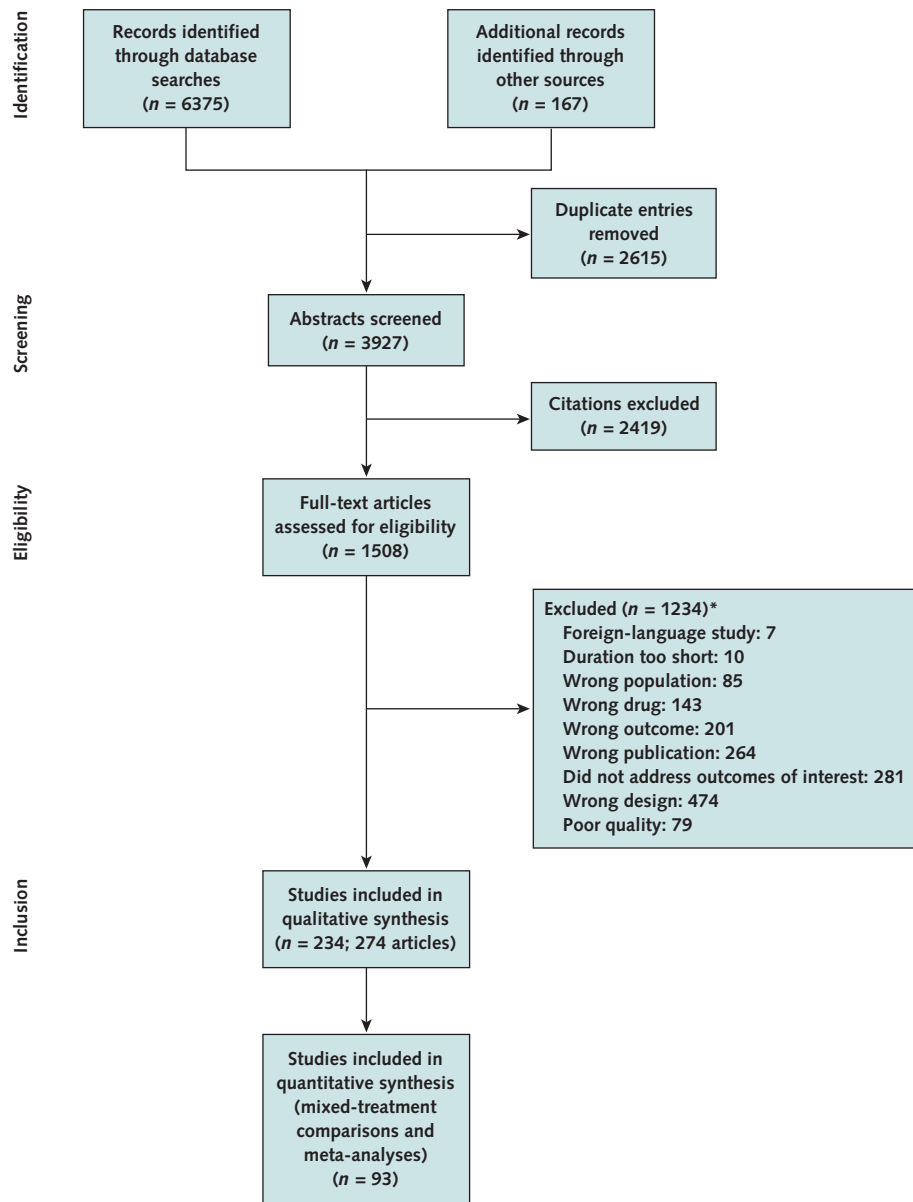 Identification
Records identified
through database
searches
(n = 6375)
Additional records
identified through
other sources
(n = 167)
Duplicate entries
removed
(n = 2615)
Screening
Abstracts screened
(n = 3927)
Citations excluded
(n = 2419)
Eligibility
Full-text articles
assessed for eligibility
(n = 1508)
Excluded (n = 1234)*
Foreign-language study: 7
Duration too short: 10
Wrong population: 85
Wrong drug: 143
Wrong outcome: 201
Wrong publication: 264
Did not address outcomes of interest: 281
Wrong design: 474
Poor quality: 79
Inclusion
Studies included in
qualitative synthesis
(n = 234; 274 articles)
Studies included in
quantitative synthesis
(mixed-treatment
comparisons and
meta-analyses)
(n = 93)